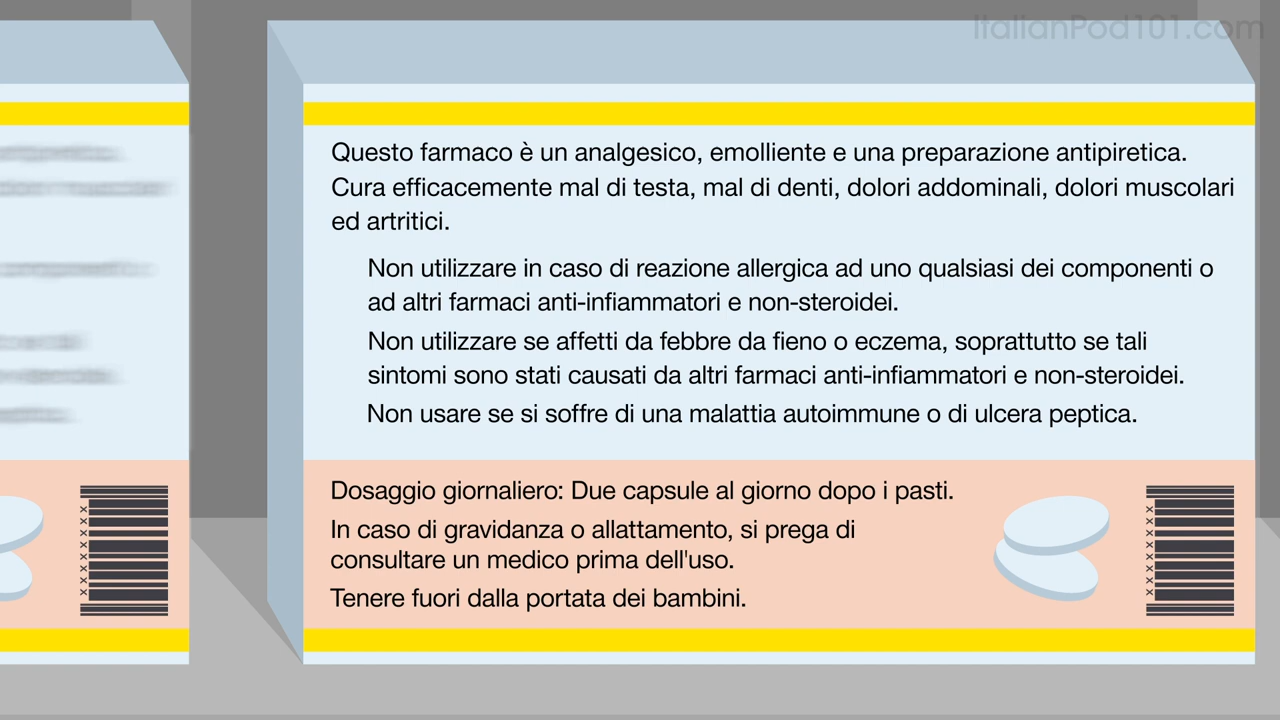 ItalianPod101.com
Questo farmaco è un analgesico, emolliente e una preparazione antipiretica.
Cura efficacemente mal di testa, mal di denti, dolori addominali, dolori muscolari
ed artritici.
Non utilizzare in caso di reazione allergica ad uno qualsiasi dei componenti o
ad altri farmaci anti-infiammatori e non-steroidei.
Non utilizzare se affetti da febbre da fieno o eczema, soprattutto se tali
sintomi sono stati causati da altri farmaci anti-infiammatori e non-steroidei.
Non usare se si soffre di una malattia autoimmune o di ulcera peptica.
Dosaggio giornaliero: Due capsule al giorno dopo i pasti.
In caso di gravidanza o allattamento, si prega di
consultare un medico prima dell'uso.
Tenere fuori dalla portata dei bambini.